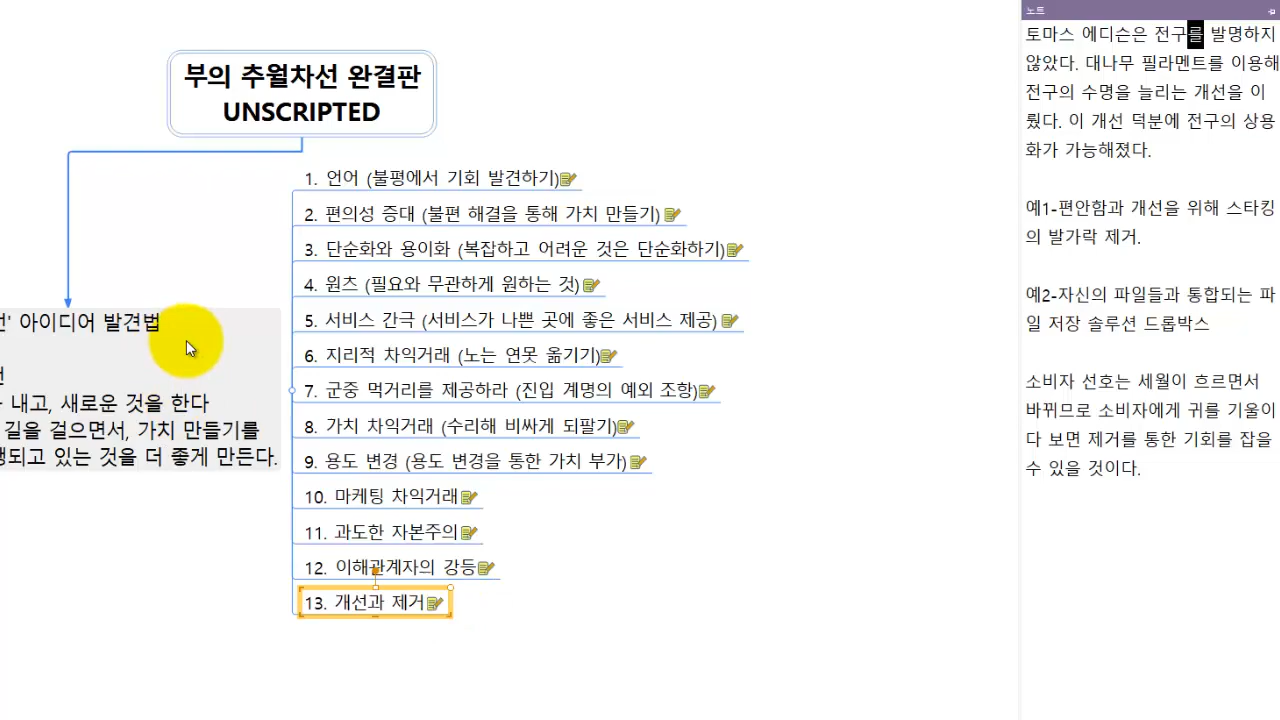 부의 추월차선 완결판
UNSCRIPTED
1. 언어 (불평에서 기회 발견하기)
2. 편의성 증대 (불편 해결을 통해 가치 만들기)
3. 단순화와 용이화 (복잡하고 어려운 것은 단순화하기)
4. 원츠 (필요와 무관하게 원하는 것)
5. 서비스 간극 (서비스가 나쁜 곳에 좋은 서비스 제공)
6. 지리적 차익거래 (노는 연못 옮기기)
7. 군중 먹거리를 제공하라 (진입 계명의 예외 조항)
8. 가치 차익거래 (수리해 비싸게 되팔기)
9. 용도 변경 (용도 변경을 통한 가치 부가)
10. 마케팅 차익거래
11. 과도한 자본주의
12. 이해관계자의 강등
13. 개선과 제거
' 아이디어 발견법
내고, 새로운 것을 한다
길을 걸으면서, 가치 만들기를
되고 있는 것을 더 좋게 만든다.
노트
토마스 에디슨은 전구를 발명하지
않았다. 대나무 필라멘트를 이용해
전구의 수명을 늘리는 개선을 이
뤘다. 이 개선 덕분에 전구의 상용
화가 가능해졌다.
예1-편안함과 개선을 위해 스타킹
의 발가락 제거.
예2-자신의 파일들과 통합되는 파
일 저장 솔루션 드롭박스
소비자 선호는 세월이 흐르면서
바뀌므로 소비자에게 귀를 기울이
다 보면 제거를 통한 기회를 잡을
수 있을 것이다.